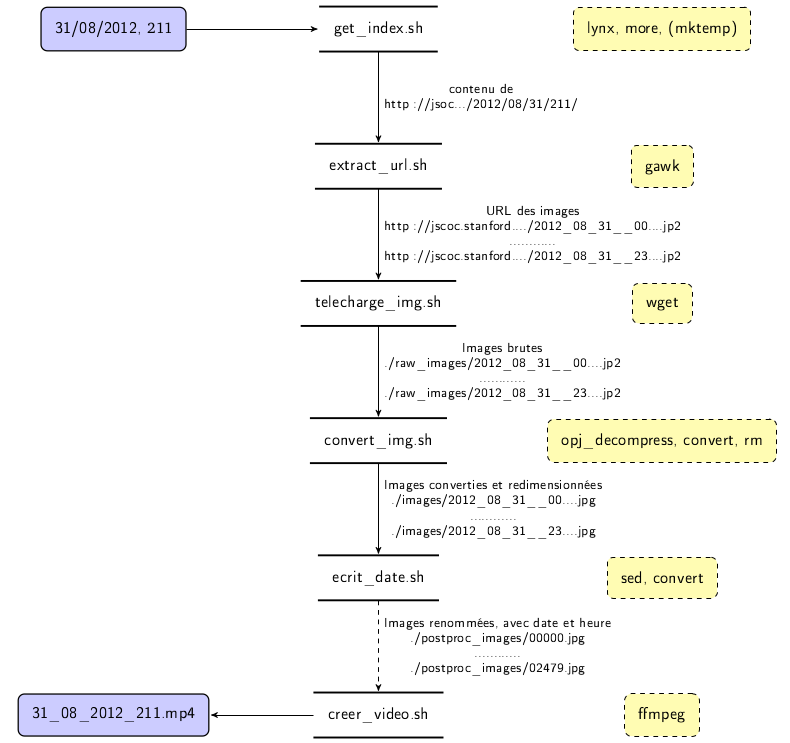 31/08/2012, 211
get_index.sh
lynx, more, (mktemp)
contenu de
http ://jsoc.../2012/08/31/211/
extract_url.sh
gawk
URL des images
http ://jscoc.stanford..../2012_08_31__00....jp2
............
http ://jscoc.stanford..../2012_08_31__23....jp2
telecharge_img.sh
wget
Images brutes
./raw_images/2012_08_31__00....jp2
............
./raw_images/2012_08_31__23....jp2
convert_img.sh
opj_decompress, convert, rm
Images converties et redimensionnées
./images/2012_08_31__00....jpg
............
./images/2012_08_31__23....jpg
ecrit_date.sh
sed, convert
Images renommées, avec date et heure
./postproc_images/00000.jpg
............
./postproc_images/02479.jpg
31_08_2012_211.mp4
creer_video.sh
ffmpeg